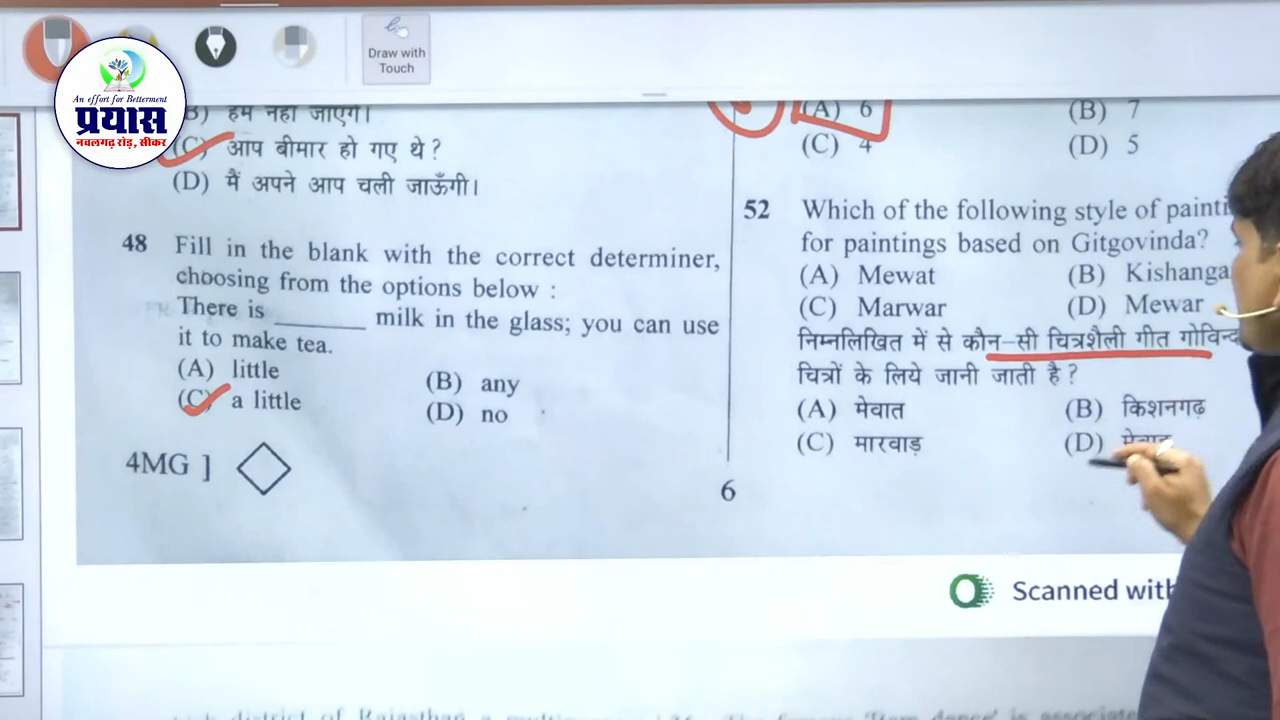 Draw with
Touch
An effort for Betterment
प्रयास
नवलगढ़ रोड़, सीकर
B) हम नहीं जाएंगे।
(C) आप बीमार हो गए थे?
(D) मैं अपने आप चली जाऊँगी।
48 Fill in the blank with the correct determiner,
choosing from the options below :
There is ________ milk in the glass; you can use
it to make tea.
(A) little
(B) any
(C) a little
(D) no
4MG ]
(A) 6 (B) 7
(C) 4 (D) 5
52 Which of the following style of
for paintings based on Gitgovinda?
(A) Mewat (B)
(C) Marwar (D) Mewar
निम्नलिखित में से कौन-सी चित्रशैली गीत
चित्रों के लिये जानी जाती है?
(A) मेवात (B) किशनगढ़
(C) मारवाड़ (D)
6
Scanned with